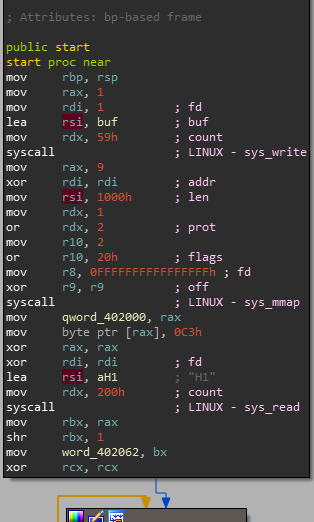 ; Attributes: bp-based frame
public start
start proc near
mov rbp, rsp
mov rax, 1
mov rdi, 1 ; fd
lea rsi, buf ; buf
mov rdx, 59h ; count
syscall ; LINUX - sys_write
mov rax, 9
xor rdi, rdi ; addr
mov rsi, 1000h ; len
mov rdx, 1
or rdx, 2 ; prot
mov r10, 2
or r10, 20h ; flags
mov r8, 0FFFFFFFFFFFFFFFFh ; fd
xor r9, r9 ; off
syscall ; LINUX - sys_mmap
mov qword_402000, rax
mov byte ptr [rax], 0C3h
xor rax, rax
xor rdi, rdi ; fd
lea rsi, aH1 ; "H1"
mov rdx, 200h ; count
syscall ; LINUX - sys_read
mov rbx, rax
shr rbx, 1
mov word_402062, bx
xor rcx, rcx